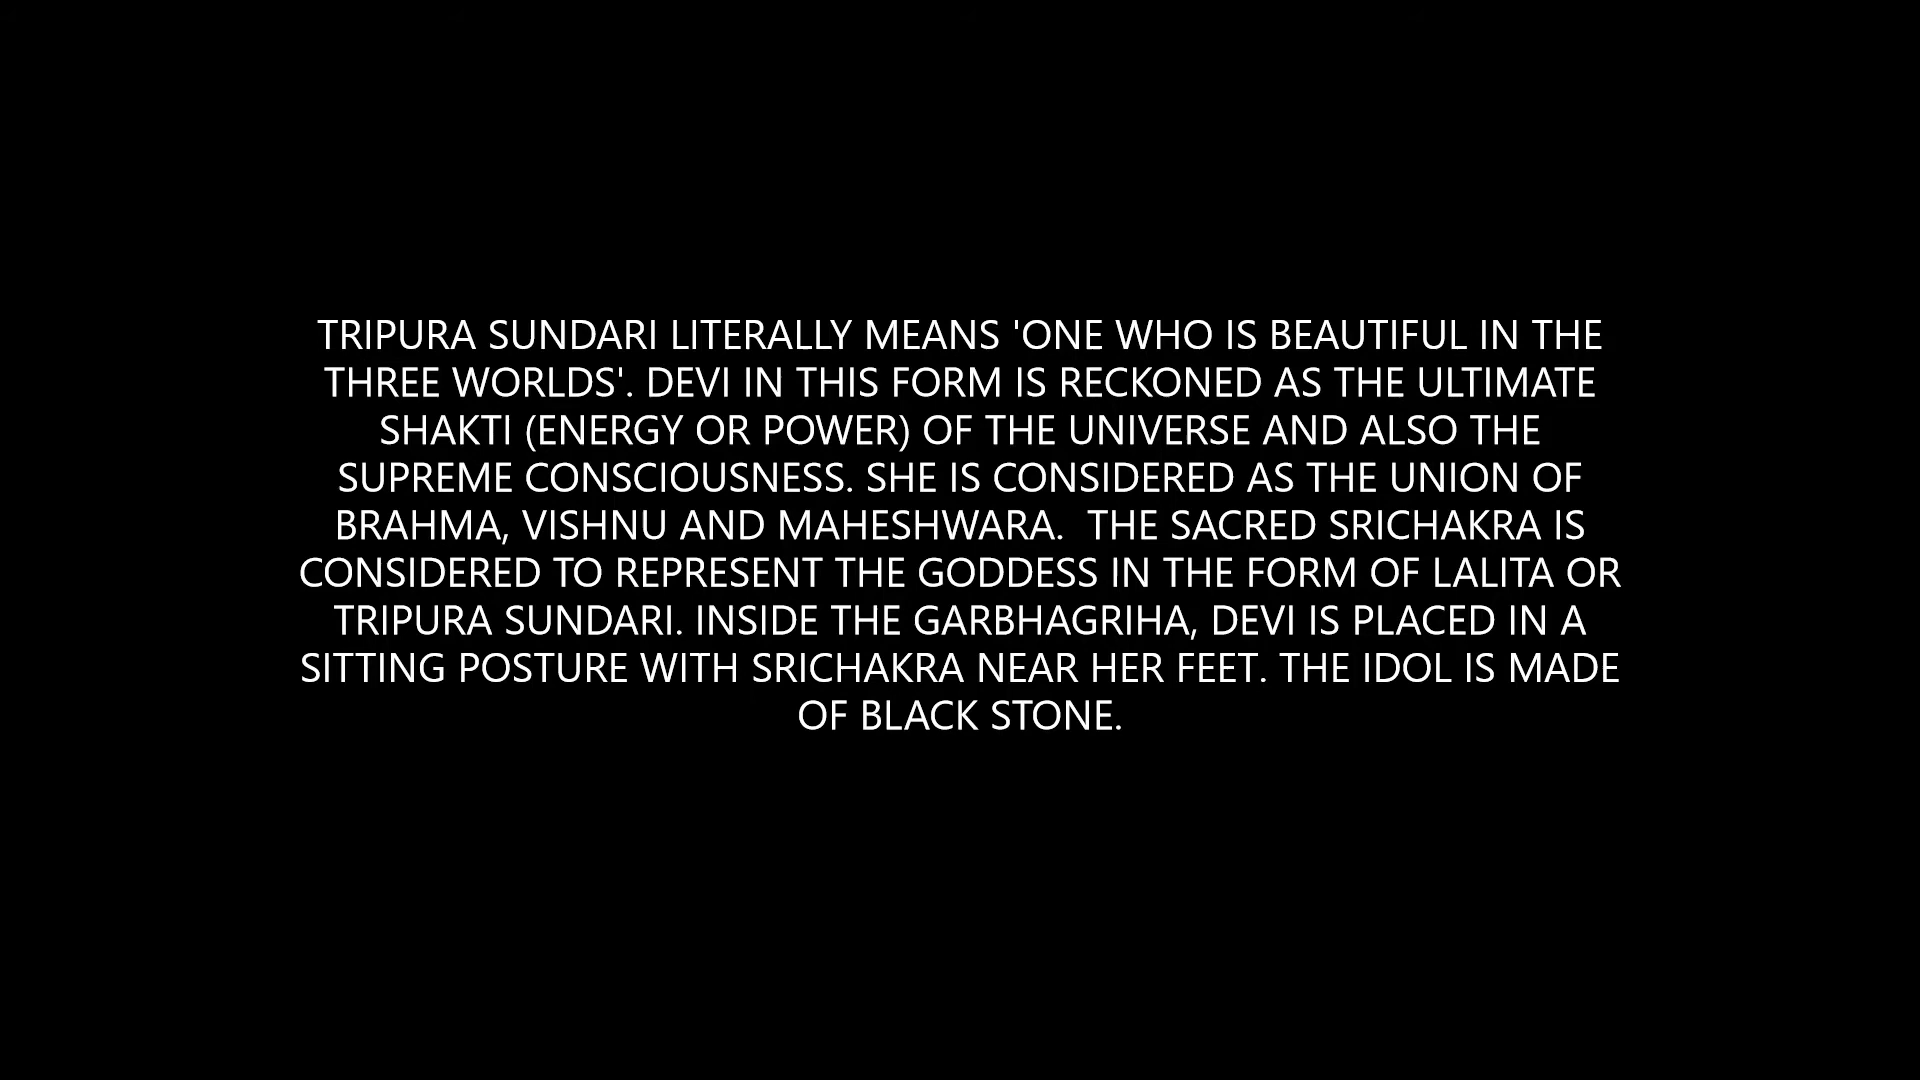 TRIPURA SUNDARI LITERALLY MEANS 'ONE WHO IS BEAUTIFUL IN THE
THREE WORLDS'. DEVI IN THIS FORM IS RECKONED AS THE ULTIMATE
SHAKTI (ENERGY OR POWER) OF THE UNIVERSE AND ALSO THE
SUPREME CONSCIOUSNESS. SHE IS CONSIDERED AS THE UNION OF
BRAHMA, VISHNU AND MAHESHWARA.  THE SACRED SRICHAKRA IS
CONSIDERED TO REPRESENT THE GODDESS IN THE FORM OF LALITA OR
TRIPURA SUNDARI. INSIDE THE GARBHAGRIHA, DEVI IS PLACED IN A
SITTING POSTURE WITH SRICHAKRA NEAR HER FEET. THE IDOL IS MADE
OF BLACK STONE.